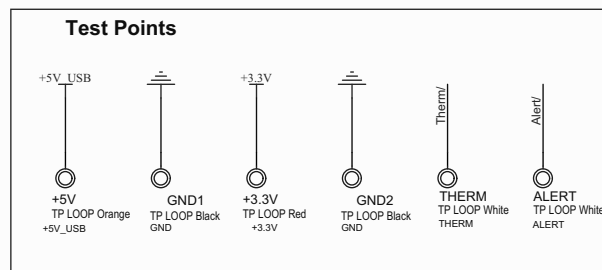 Test Points
+5V_USB
+3.3V
Therm/
Alert/
+5V
TP LOOP Orange
+5V_USB
GND1
TP LOOP Black
GND
+3.3V
TP LOOP Red
+3.3V
GND2
TP LOOP Black
GND
THERM
TP LOOP White
THERM
ALERT
TP LOOP White
ALERT